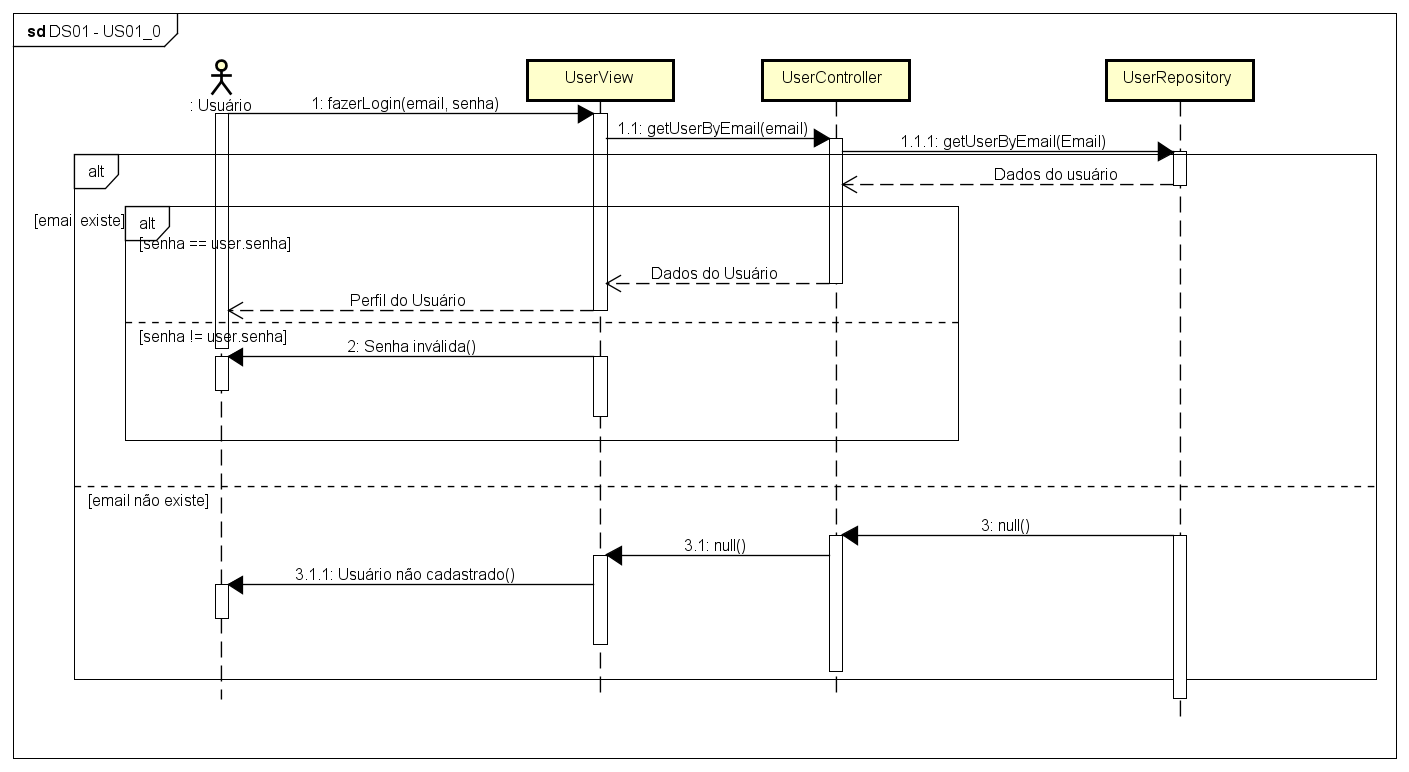 sd DS01 - US01_0
UserView
UserController
UserRepository
: Usuário
1: fazerLogin(email, senha)
1.1: getUserByEmail(email)
1.1.1: getUserByEmail(Email)
alt
Dados do usuário
[email existe]
alt
[senha == user.senha]
Dados do Usuário
Perfil do Usuário
[senha != user.senha]
2: Senha inválida()
[email não existe]
3: null()
3.1: null()
3.1.1: Usuário não cadastrado()